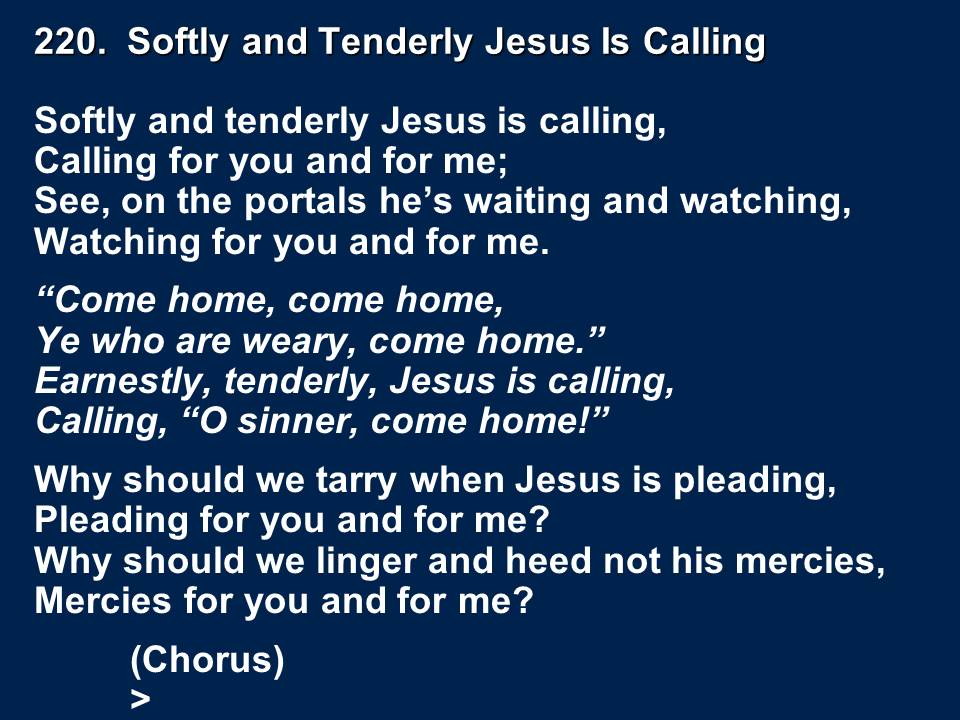 220.  Softly and Tenderly Jesus Is Calling
Softly and tenderly Jesus is calling,
Calling for you and for me;
See, on the portals he’s waiting and watching,
Watching for you and for me.
“Come home, come home,
Ye who are weary, come home.”
Earnestly, tenderly, Jesus is calling,
Calling, “O sinner, come home!”
Why should we tarry when Jesus is pleading,
Pleading for you and for me?
Why should we linger and heed not his mercies,
Mercies for you and for me?
(Chorus)
>